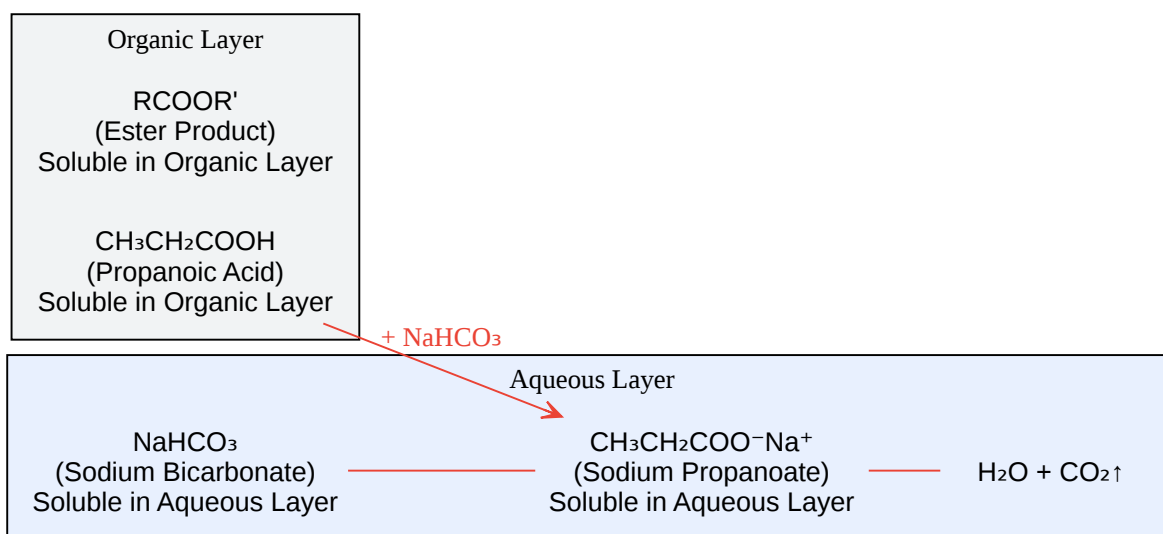 Organic Layer
RCOOR'
(Ester Product)
Soluble in Organic Layer
CH₃CH₂COOH
(Propanoic Acid)
Soluble in Organic Layer
+ NaHCO₃
Aqueous Layer
NaHCO₃
(Sodium Bicarbonate)
Soluble in Aqueous Layer
CH₃CH₂COO⁻Na⁺
(Sodium Propanoate)
Soluble in Aqueous Layer
H₂O + CO₂↑